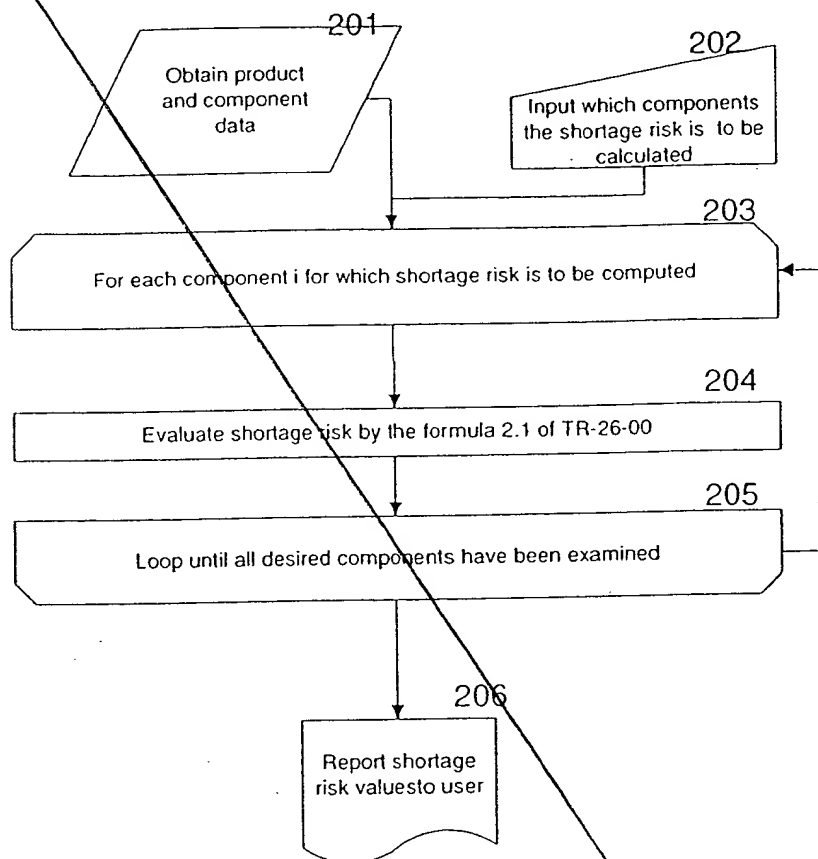 201
Obtain product
and component
data
202
Input which components
the shortage risk is to be
calculated
203
For each component i for which shortage risk is to be computed
204
Evaluate shortage risk by the formula 2.1 of TR-26-00
205
Loop until all desired components have been examined
206
Report shortage
risk valuesto user